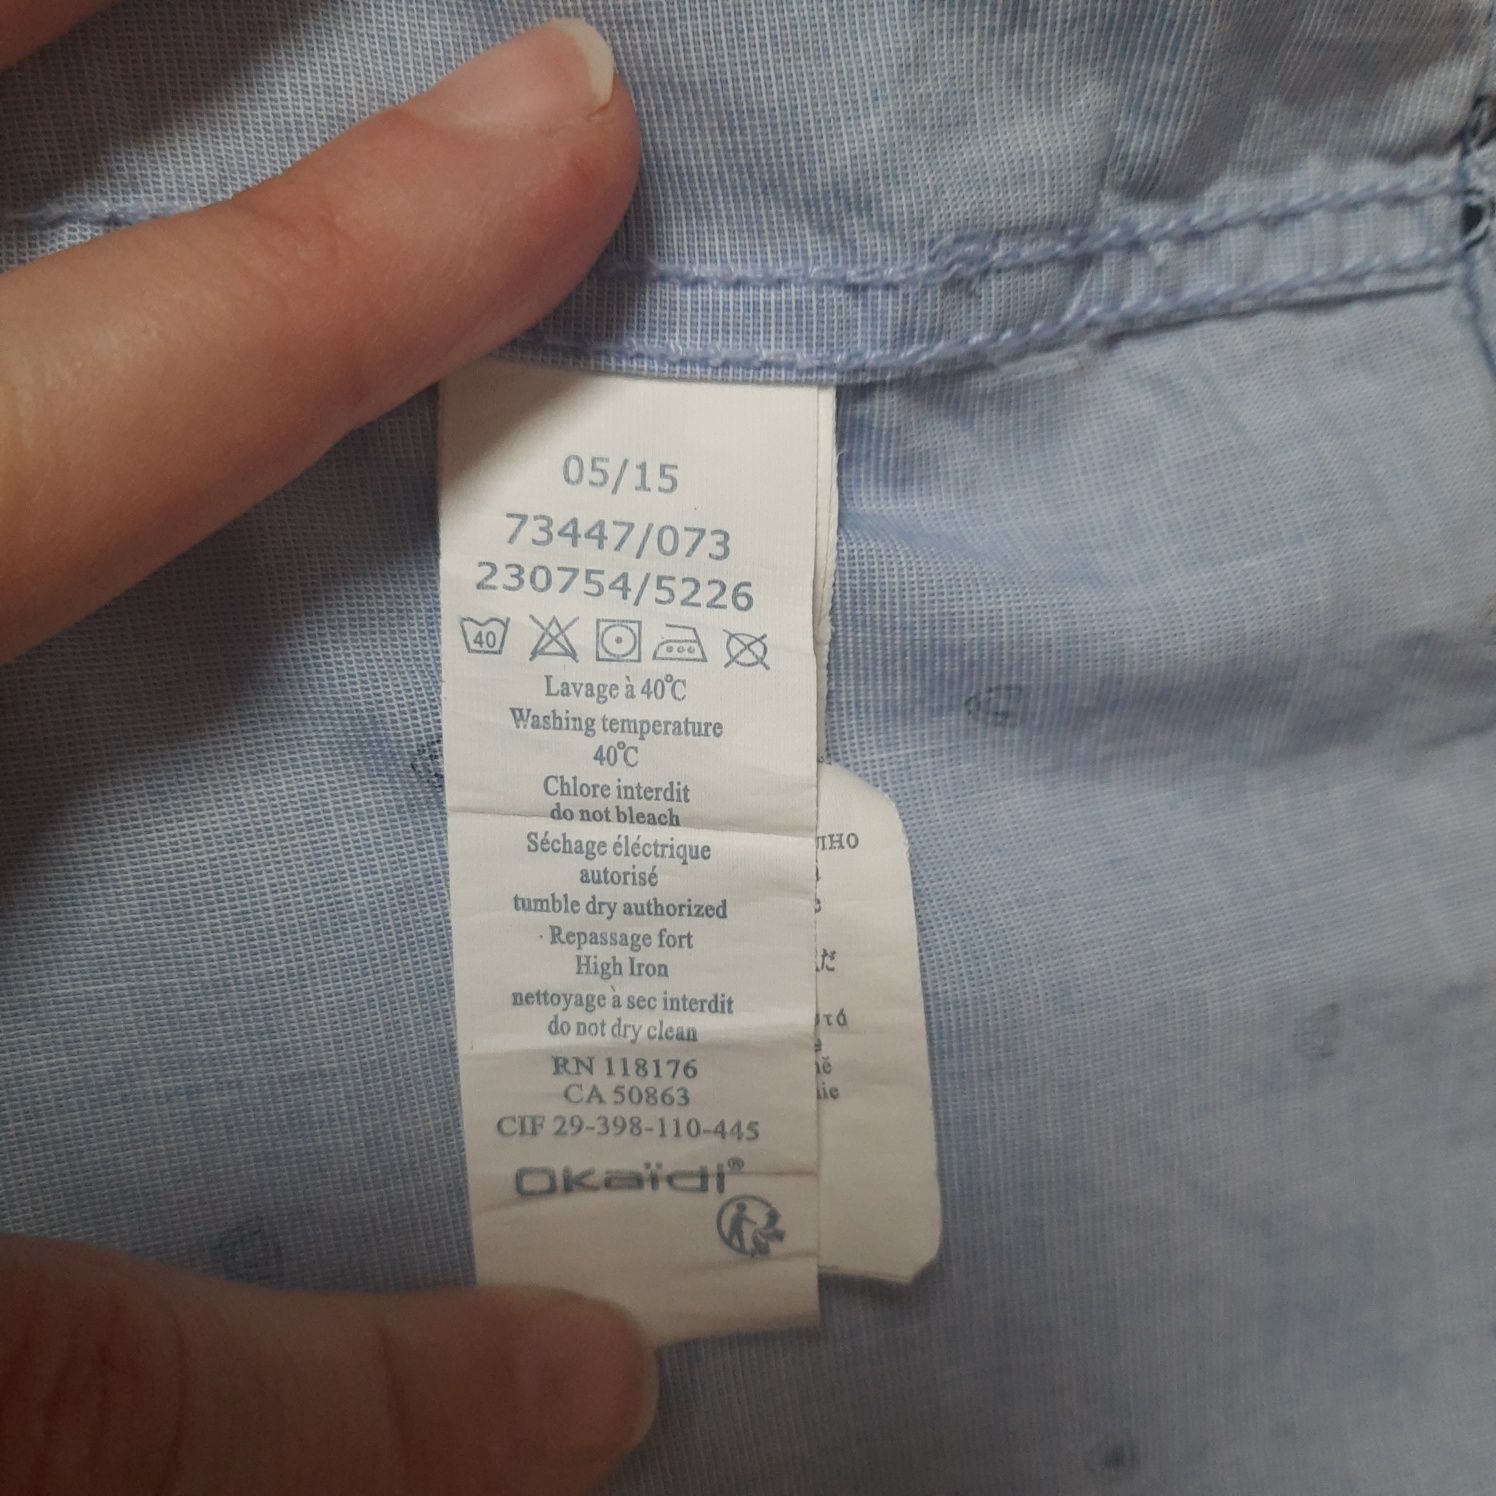 05/15
73447/073
230754/5226
40
Lavage à 40°C
Washing temperature
40°C
Chlore interdit
do not bleach
Séchage éléctrique
autorisé
tumble dry authorized
Repassage fort
High Iron
nettoyage à sec interdit
do not dry clean
RN 118176
CA 50863
CIF 29-398-110-445
Okaïdi®